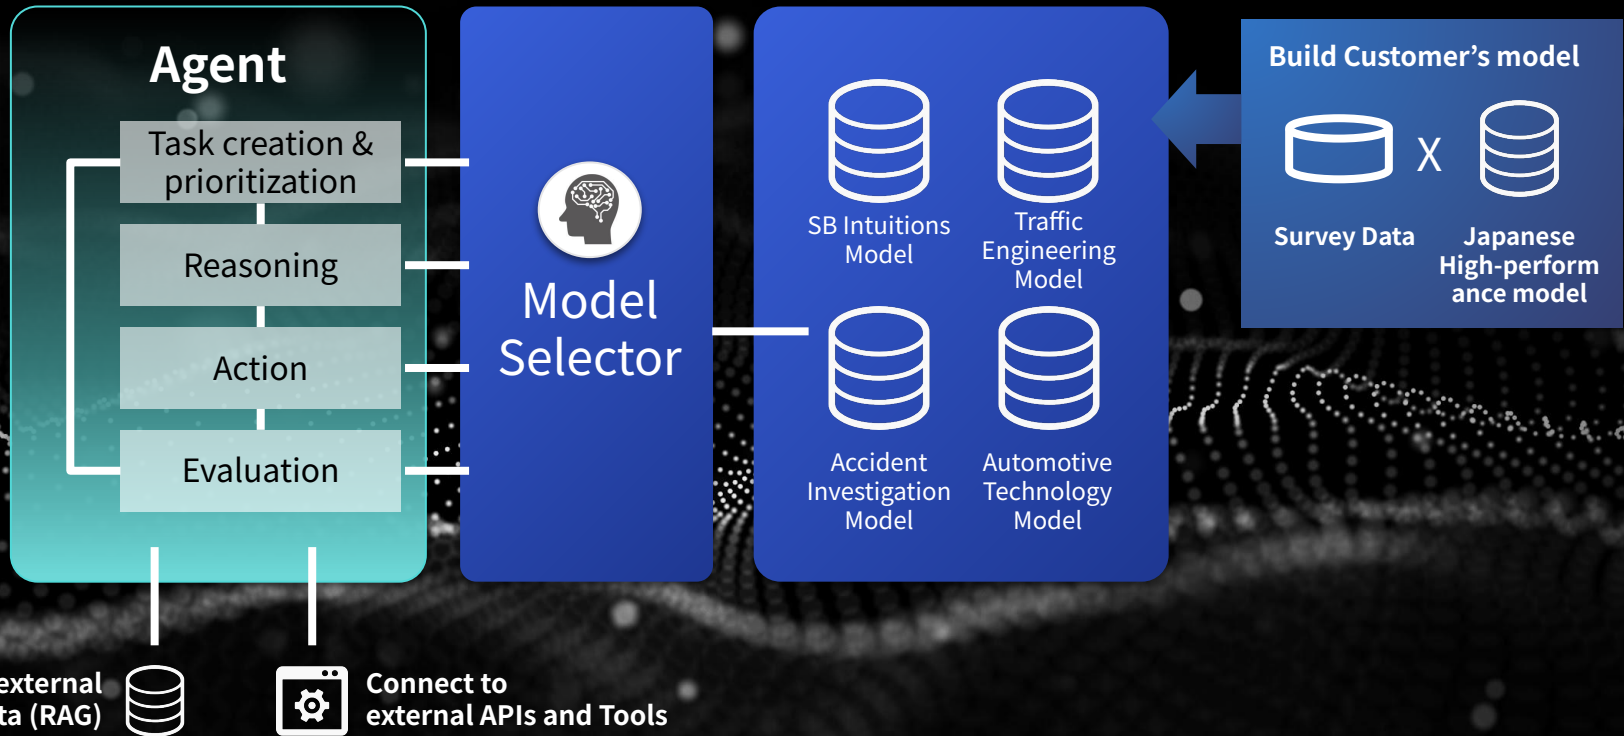 Agent
Task creation &
prioritization
Reasoning
Action
Evaluation
external
(RAG)
Connect to
external APIs and Tools
Model
Selector
SB Intuitions
Model
Traffic
Engineering
Model
Accident
Investigation
Model
Automotive
Technology
Model
Build Customer’s model
X
Survey Data
Japanese
High-perform
ance model